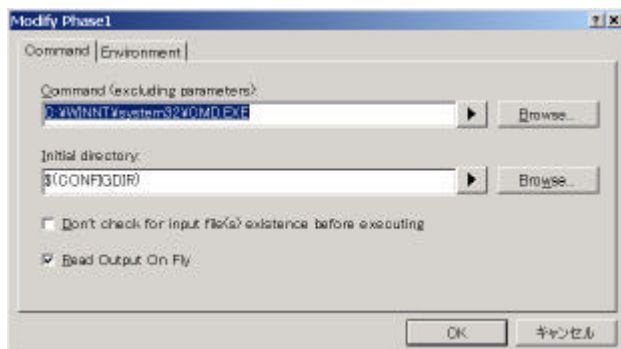 Modify Phase1
Command Environment
Command (excluding parameters):
C:¥WINNT¥system32¥CMD.EXE
Browse...
Initial directory:
$(CONFIGDIR)
Browse...
Don't check for input file(s) existence before executing
Read Output On Fly
OK キャンセル